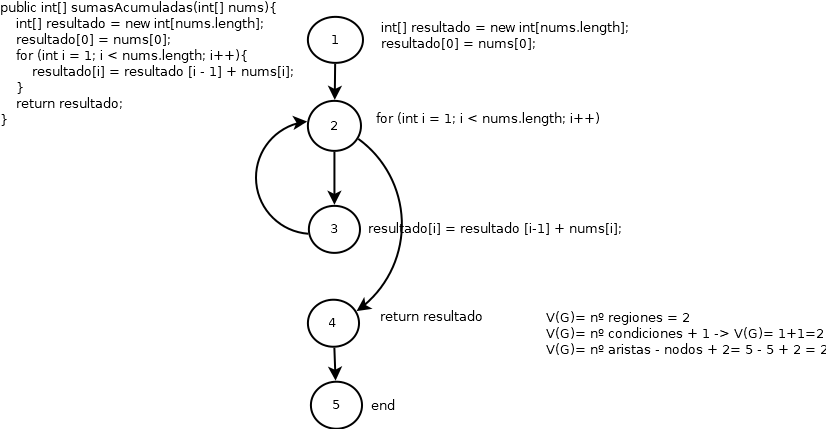 public int[] sumasAcumuladas(int[] nums){
int[] resultado = new int[nums.length];
resultado[0] = nums[0];
for (int i = 1; i < nums.length; i++){
resultado[i] = resultado [i - 1] + nums[i];
}
return resultado;
}
1
int[] resultado = new int[nums.length];
resultado[0] = nums[0];
2
for (int i = 1; i < nums.length; i++)
3
resultado[i] = resultado [i-1] + nums[i];
4
return resultado
V(G)= nº regiones = 2
V(G)= nº condiciones + 1 -> V(G)= 1+1=2
V(G)= nº aristas - nodos + 2= 5 - 5 + 2 = 2
5
end